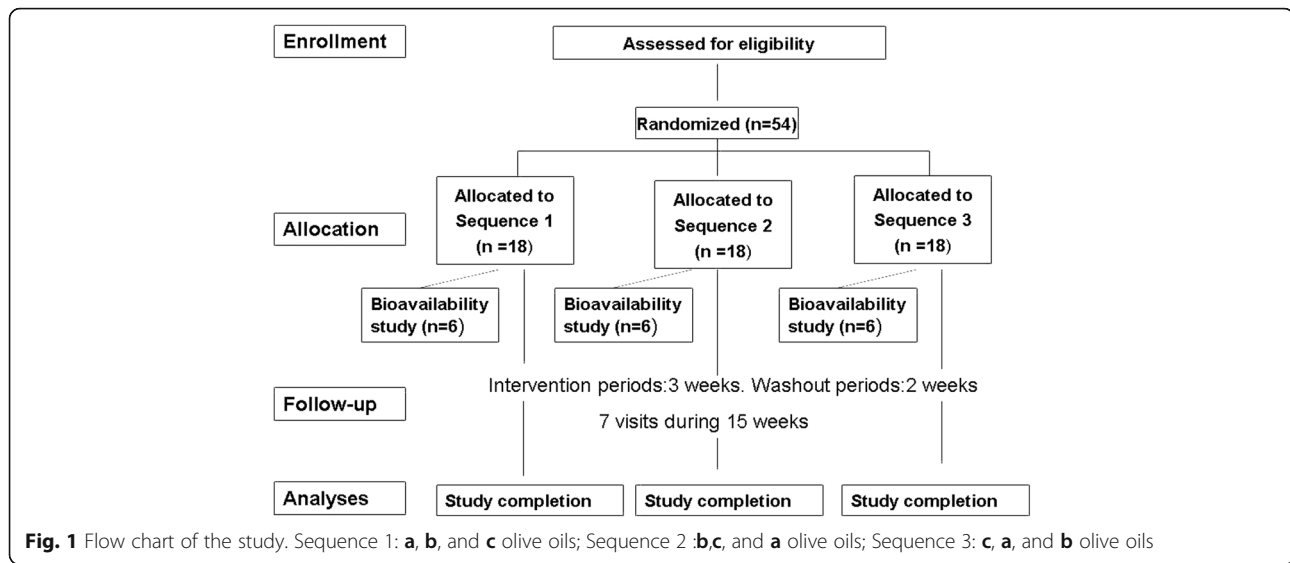 Enrollment
Assessed for eligibility
Randomized (n=54)
Allocation
Allocated to
Sequence 1
(n =18)
Allocated to
Sequence 2
(n =18)
Allocated to
Sequence 3
(n =18)
Bioavailability
study (n=6)
Bioavailability
study (n=6)
Bioavailability
study (n=6)
Follow-up
Intervention periods:3 weeks. Washout periods:2 weeks
7 visits during 15 weeks
Analyses
Study completion
Study completion
Study completion
Fig. 1 Flow chart of the study. Sequence 1: a, b, and c olive oils; Sequence 2 :b,c, and a olive oils; Sequence 3: c, a, and b olive oils